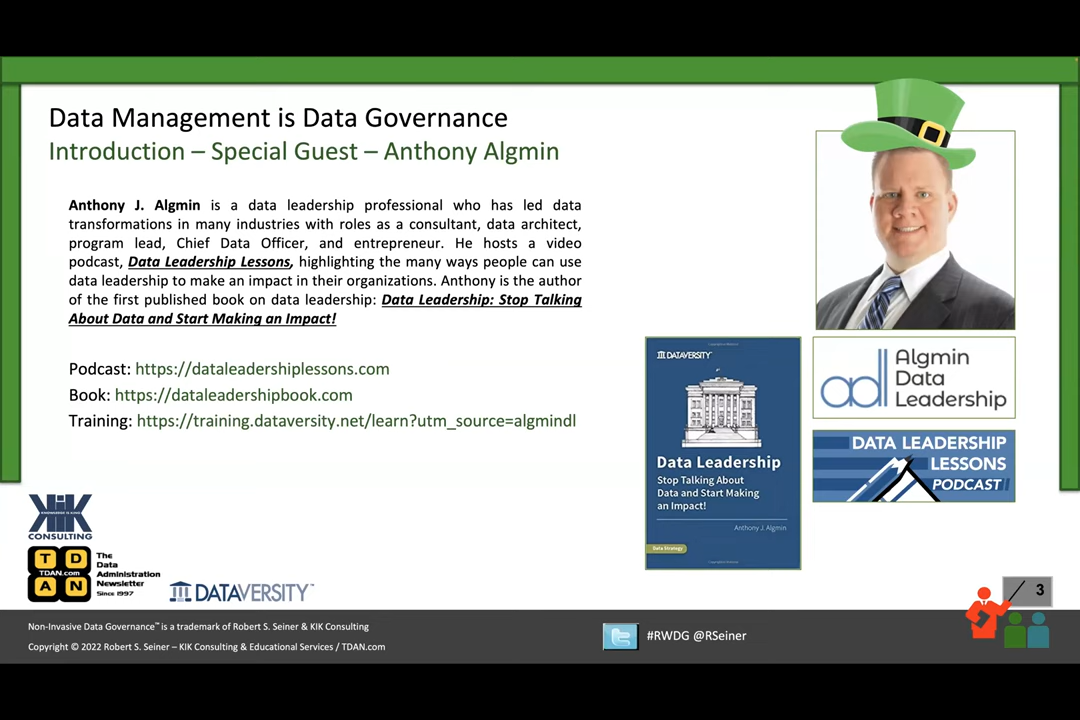 Data Management is Data Governance
Introduction – Special Guest – Anthony Algmin
Anthony J. Algmin is a data leadership professional who has led data
transformations in many industries with roles as a consultant, data architect,
program lead, Chief Data Officer, and entrepreneur. He hosts a video
podcast, Data Leadership Lessons, highlighting the many ways people can use
data leadership to make an impact in their organizations. Anthony is the author
of the first published book on data leadership: Data Leadership: Stop Talking
About Data and Start Making an Impact!
Podcast: https://dataleadershiplessons.com
Book: https://dataleadershipbook.com
Training: https://training.dataversity.net/learn?utm_source=algmindl
DATAVERSITY
Data Leadership
Stop Talking About
Data and Start Making
an Impact!
Anthony J. Algmin
Data Strategy
adl
Algmin
Data
Leadership
DATA LEADERSHIP
LESSONS
PODCAST
KIK
KNOWLEDGE IS KING
CONSULTING
T D
TDAN.com
A N
The
Data
Administration
Newsletter
Since 1997
DATAVERSITY™
3
Non-Invasive Data Governance™ is a trademark of Robert S. Seiner & KIK Consulting
Copyright © 2022 Robert S. Seiner – KIK Consulting & Educational Services / TDAN.com
#RWDG @RSeiner